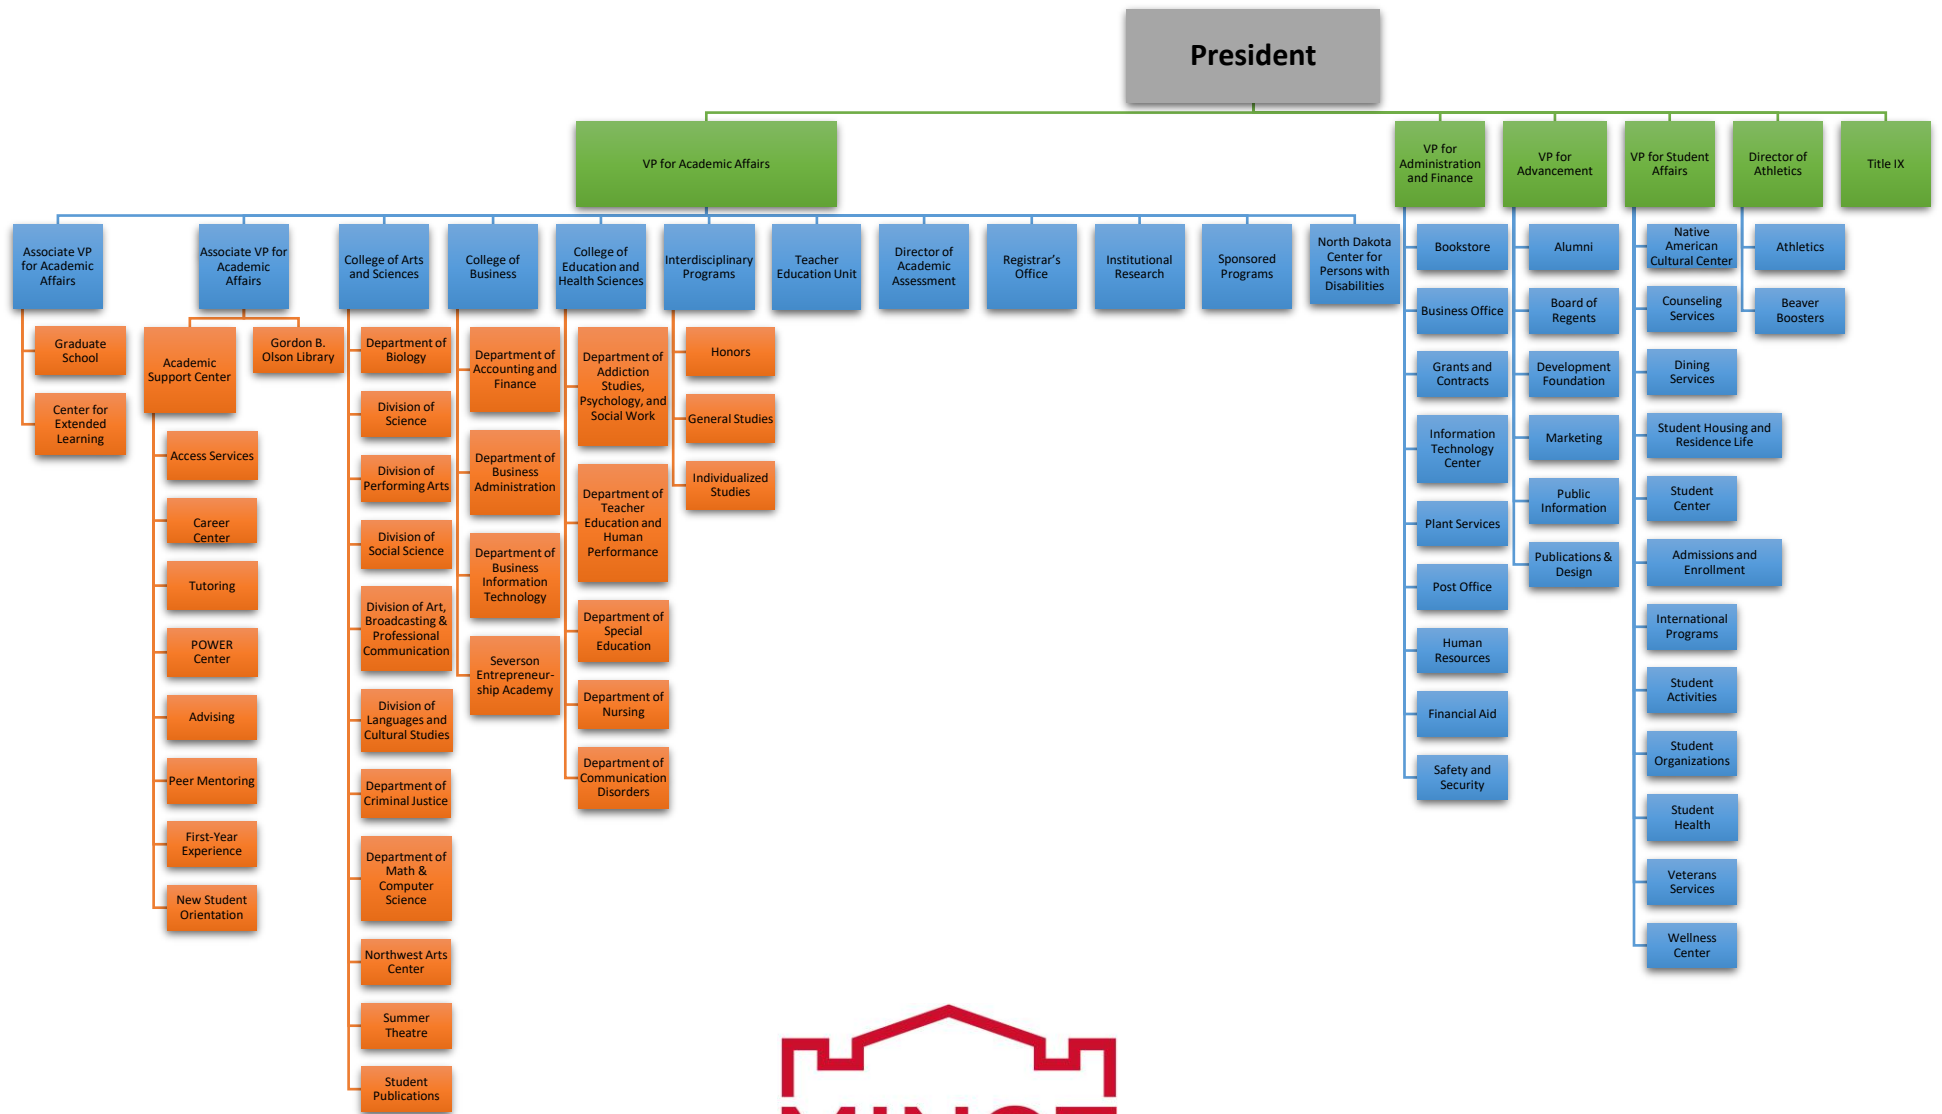 President
VP for Academic Affairs
VP for
Administration
and Finance
VP for
Advancement
VP for Student
Affairs
Director of
Athletics
Title IX
Associate VP
for Academic
Affairs
Graduate
School
Center for
Extended
Learning
Associate VP for
Academic
Affairs
Academic
Support Center
Access Services
Career
Center
Tutoring
POWER
Center
Advising
Peer Mentoring
First-Year
Experience
New Student
Orientation
Gordon B.
Olson Library
College of Arts
and Sciences
Department of
Biology
Division of
Science
Division of
Performing Arts
Division of
Social Science
Division of Art,
Broadcasting &
Professional
Communication
Division of
Languages and
Cultural Studies
Department of
Criminal Justice
Department of
Math &
Computer
Science
Northwest Arts
Center
Summer
Theatre
Student
Publications
College of
Business
Department of
Accounting and
Finance
Department of
Business
Administration
Department of
Business
Information
Technology
Severson
Entrepreneur-
ship Academy
College of
Education and
Health Sciences
Department of
Addiction
Studies,
Psychology, and
Social Work
Department of
Teacher
Education and
Human
Performance
Department of
Special
Education
Department of
Nursing
Department of
Communication
Disorders
Interdisciplinary
Programs
Honors
General Studies
Individualized
Studies
Teacher
Education Unit
Director of
Academic
Assessment
Registrar's
Office
Institutional
Research
Sponsored
Programs
North Dakota
Center for
Persons with
Disabilities
Bookstore
Business Office
Grants and
Contracts
Information
Technology
Center
Plant Services
Post Office
Human
Resources
Financial Aid
Safety and
Security
Alumni
Board of
Regents
Development
Foundation
Marketing
Public
Information
Publications &
Design
Native
American
Cultural Center
Counseling
Services
Dining
Services
Student Housing and
Residence Life
Student
Center
Admissions and
Enrollment
International
Programs
Student
Activities
Student
Organizations
Student
Health
Veterans
Services
Wellness
Center
Athletics
Beaver
Boosters
MINOT